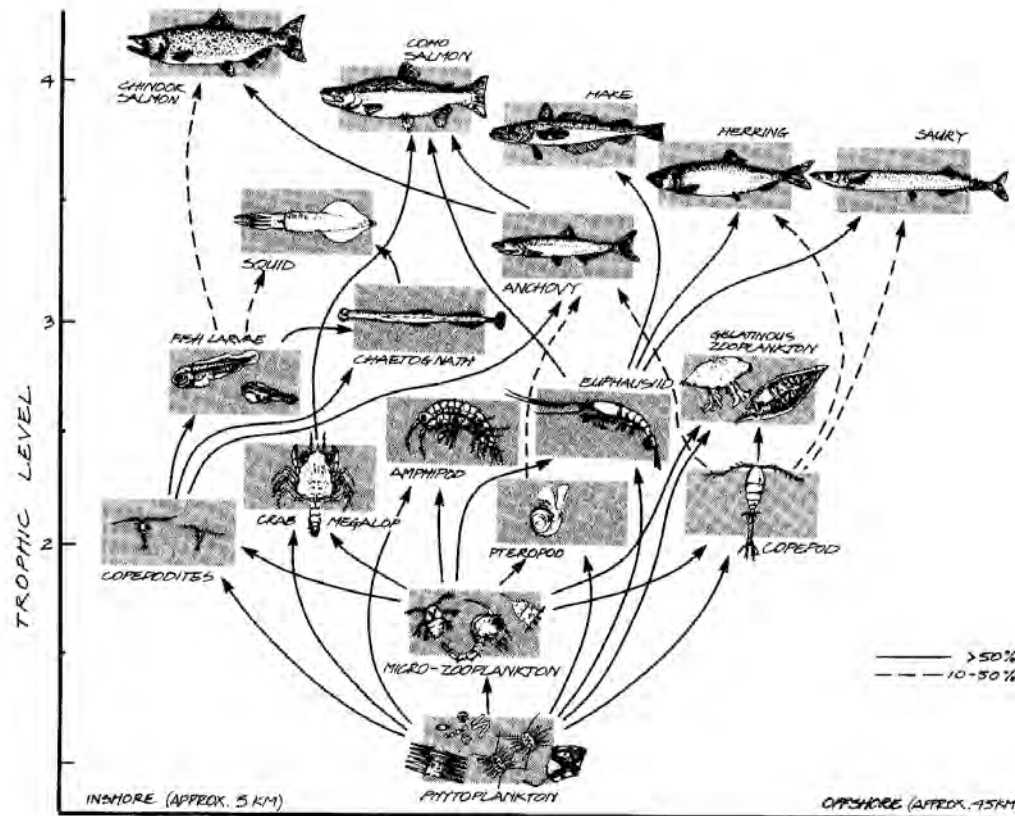 4
COHO
SALMON
CHINOOK
SALMON
HAKE
HERRING
SAURY
SQUID
ANCHOVY
3
FISH LARVAE
CHAETOGNATH
GELATINOUS
ZOOPLANKTON
EUPHAUSIID
AMPHIPOD
CRAB MEGALOP
PTEROPOD
COPEPOD
2
COPEPODITES
TROPHIC LEVEL
MICRO-ZOOPLANKTON
>50%
10-50%
PHYTOPLANKTON
INSHORE (APPROX. 5 KM)
OFFSHORE (APPROX. 45KM